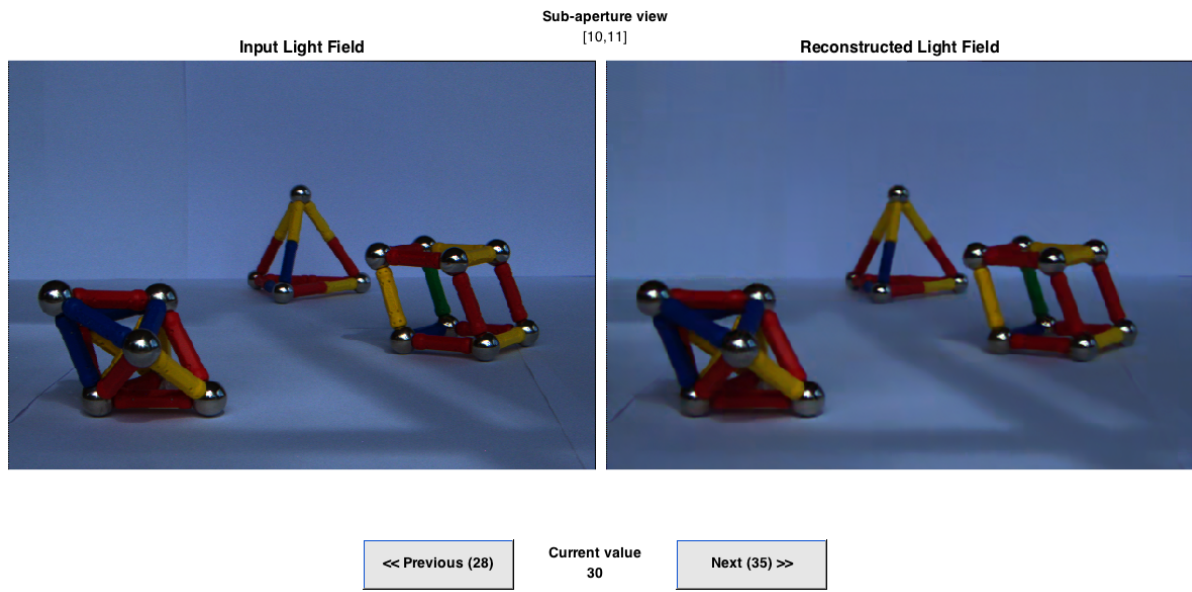 Sub-aperture view
[10,11]
Input Light Field
Reconstructed Light Field
<< Previous (28)
Current value
30
Next (35) >>